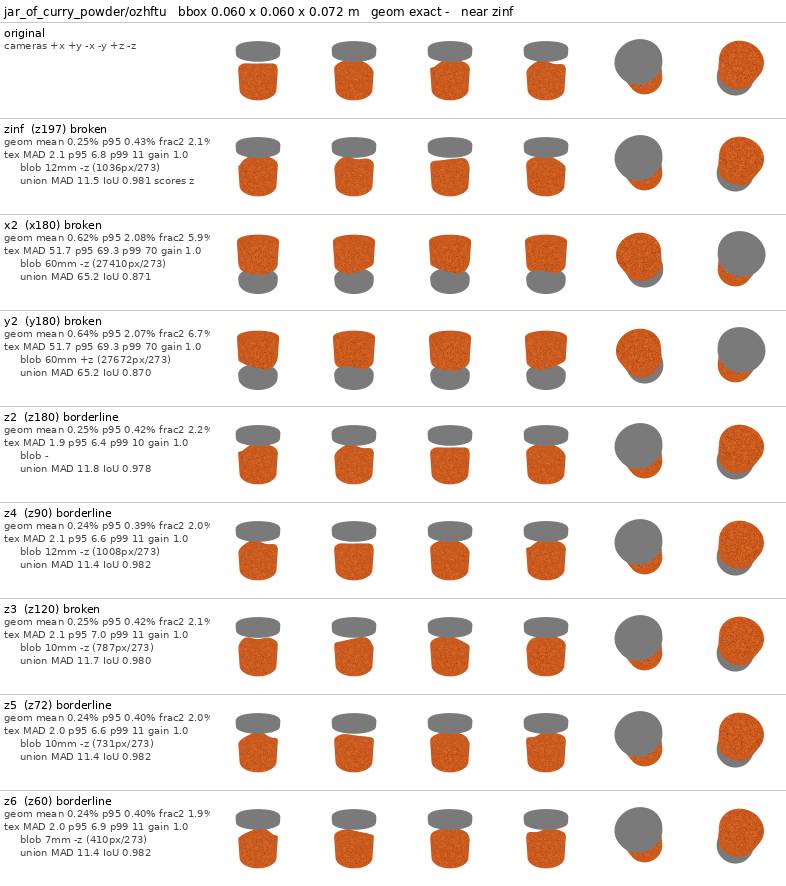 jar_of_curry_powder/ozhftu bbox 0.060 x 0.060 x 0.072 m geom exact - near zinf
original
cameras +x +y -x -y +z -z
zinf (z197) broken
geom mean 0.25% p95 0.43% frac2 2.1%
tex MAD 2.1 p95 6.8 p99 11 gain 1.0
blob 12mm -z (1036px/273)
union MAD 11.5 IoU 0.981 scores z
x2 (x180) broken
geom mean 0.62% p95 2.08% frac2 5.9%
tex MAD 51.7 p95 69.3 p99 70 gain 1.0
blob 60mm -z (27410px/273)
union MAD 65.2 IoU 0.871
y2 (y180) broken
geom mean 0.64% p95 2.07% frac2 6.7%
tex MAD 51.7 p95 69.3 p99 70 gain 1.0
blob 60mm +z (27672px/273)
union MAD 65.2 IoU 0.870
z2 (z180) borderline
geom mean 0.25% p95 0.42% frac2 2.2%
tex MAD 1.9 p95 6.4 p99 10 gain 1.0
blob -
union MAD 11.8 IoU 0.978
z4 (z90) borderline
geom mean 0.24% p95 0.39% frac2 2.0%
tex MAD 2.1 p95 6.6 p99 11 gain 1.0
blob 12mm -z (1008px/273)
union MAD 11.4 IoU 0.982
z3 (z120) broken
geom mean 0.25% p95 0.42% frac2 2.1%
tex MAD 2.1 p95 7.0 p99 11 gain 1.0
blob 10mm -z (787px/273)
union MAD 11.7 IoU 0.980
z5 (z72) borderline
geom mean 0.24% p95 0.40% frac2 2.0%
tex MAD 2.0 p95 6.6 p99 11 gain 1.0
blob 10mm -z (731px/273)
union MAD 11.4 IoU 0.982
z6 (z60) borderline
geom mean 0.24% p95 0.40% frac2 1.9%
tex MAD 2.0 p95 6.9 p99 11 gain 1.0
blob 7mm -z (410px/273)
union MAD 11.4 IoU 0.982